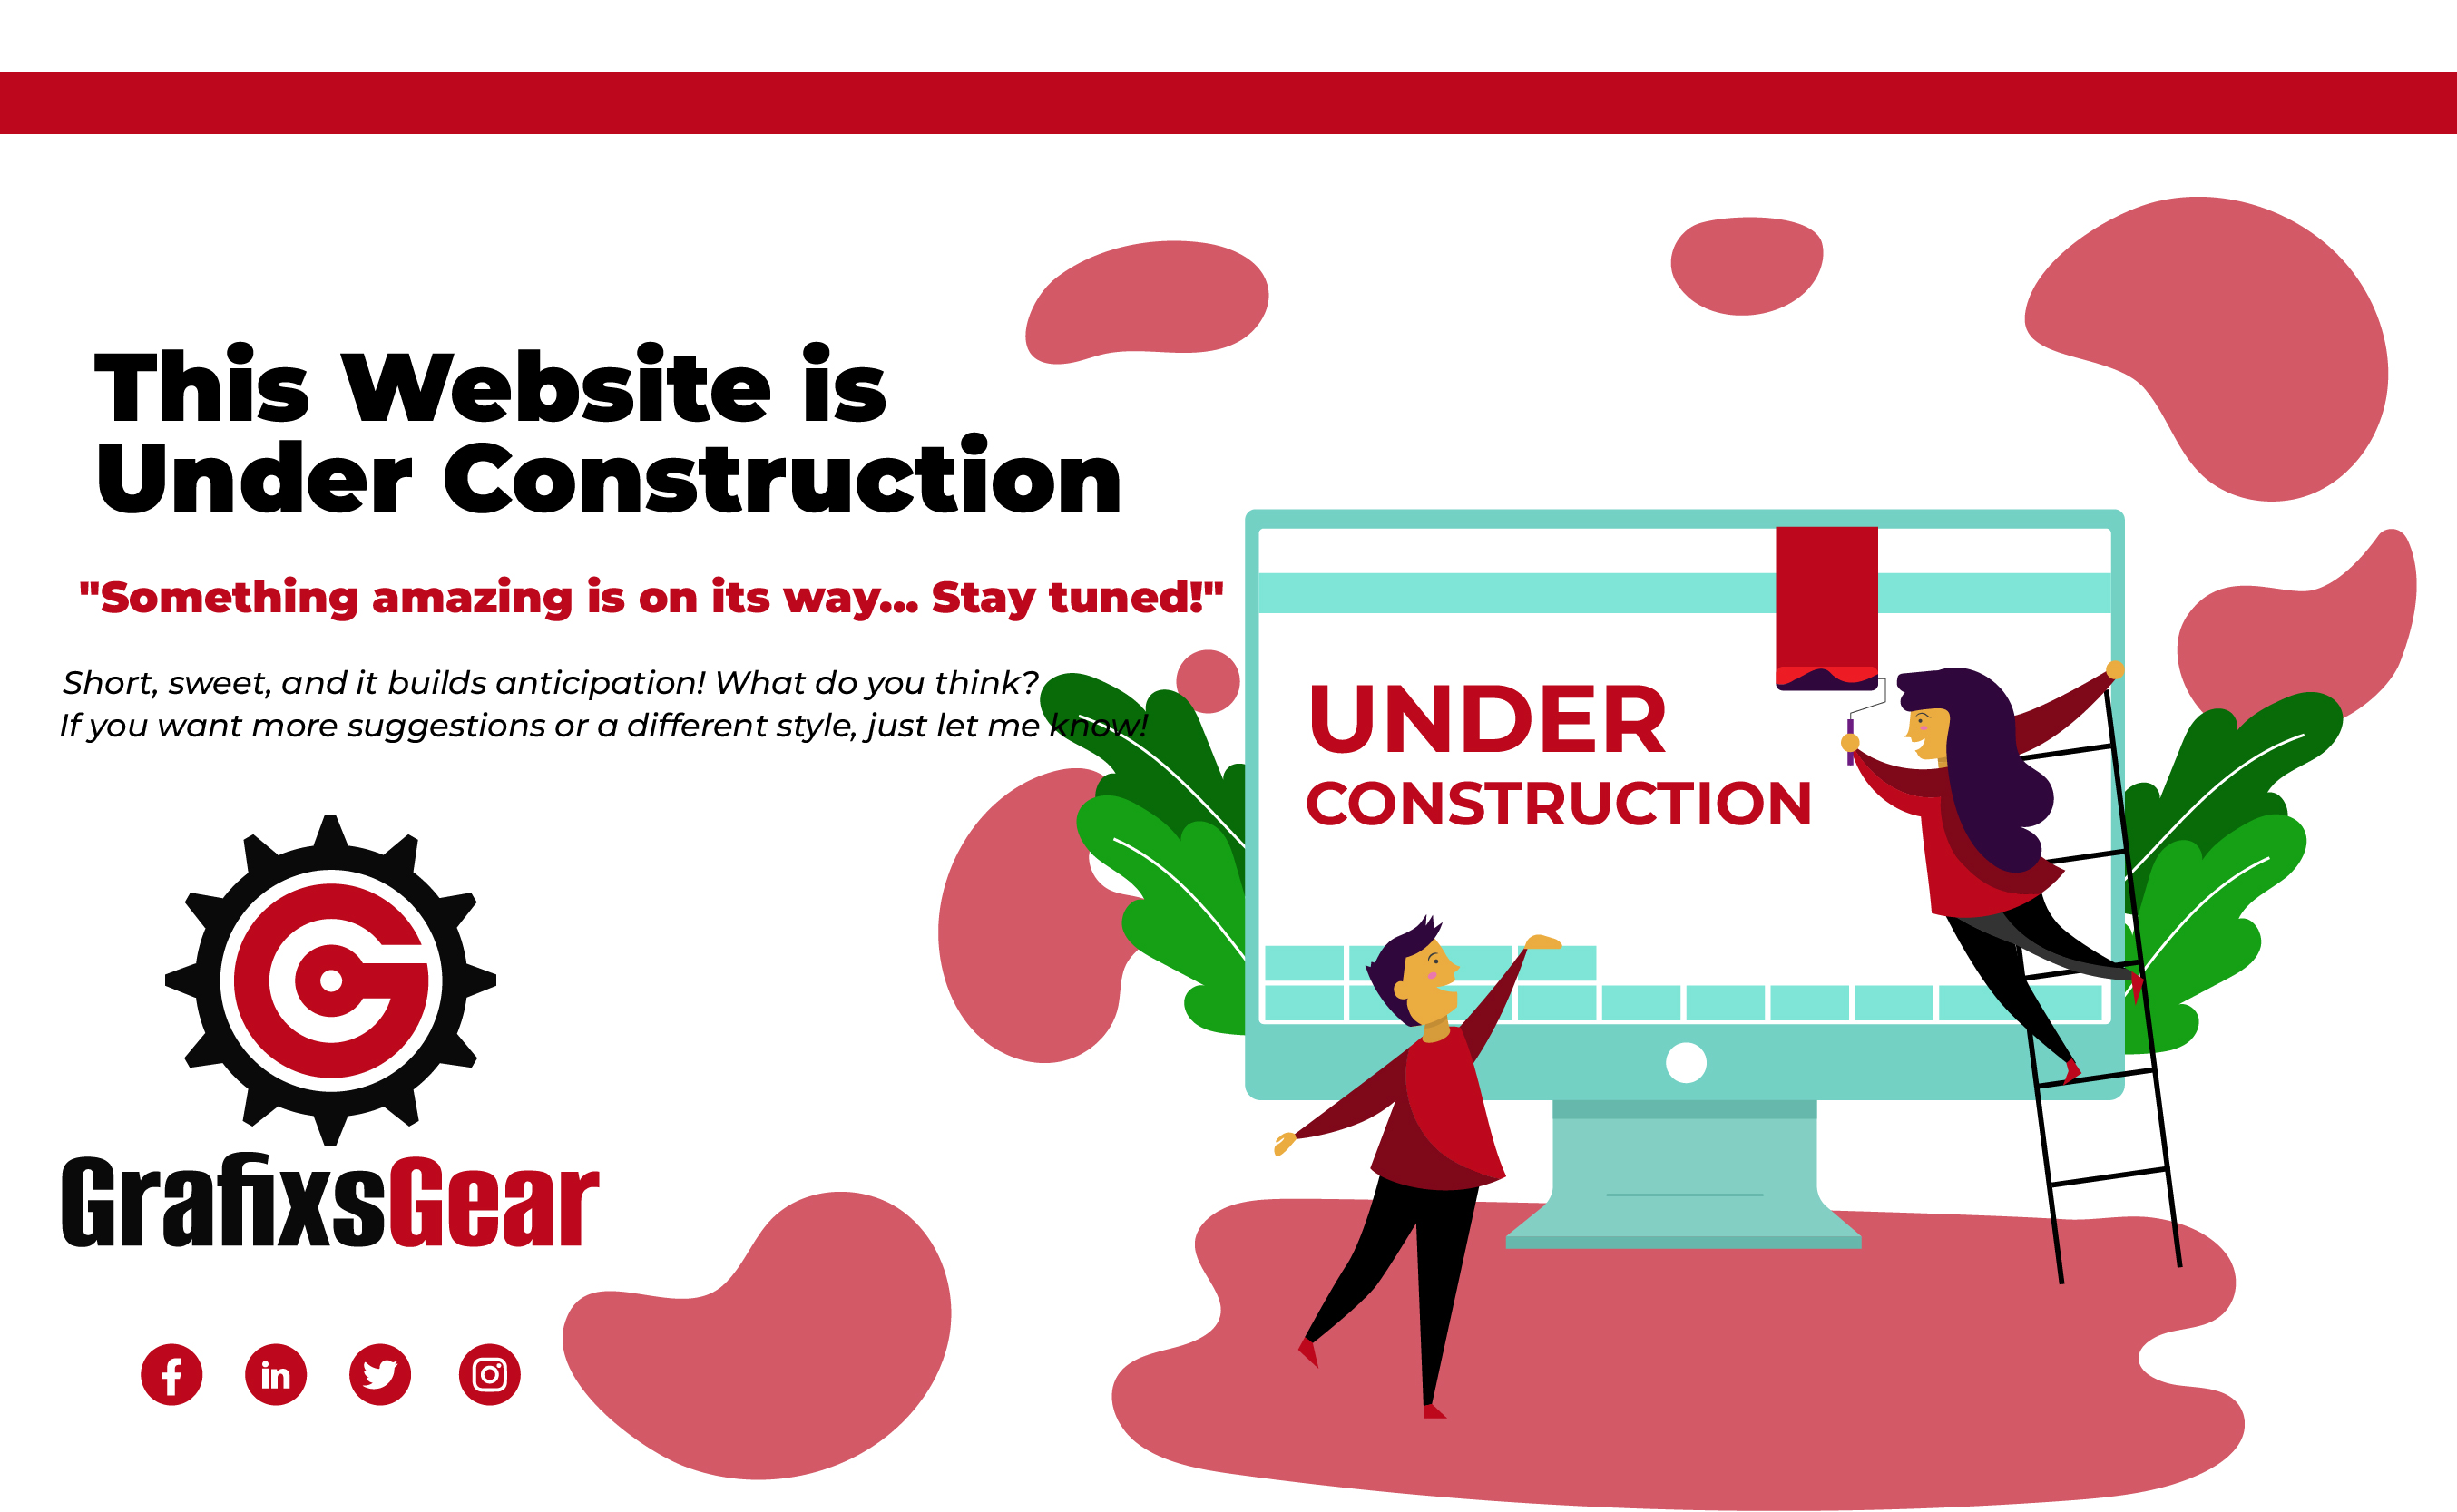 This Website is
Under Construction
"Something amazing is on its way... Stay tuned!"
Short, sweet, and it builds anticipation! What do you think?
If you want more suggestions or a different style, just let me know!
UNDER
CONSTRUCTION
GrafixsGear